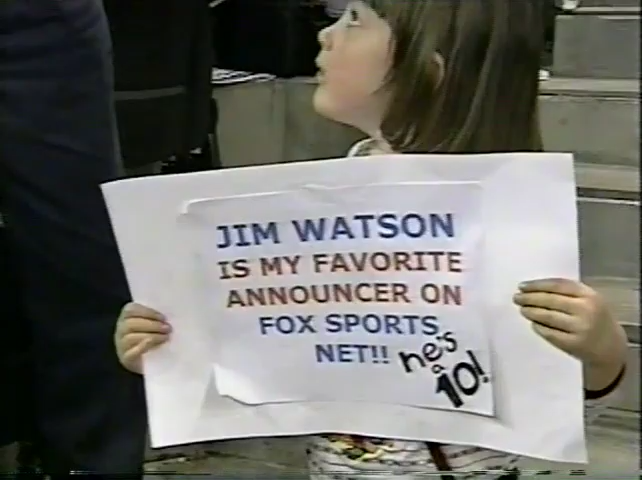 JIM WATSON
IS MY FAVORITE
ANNOUNCER ON
FOX SPORTS
NET!!
he's
a
10!